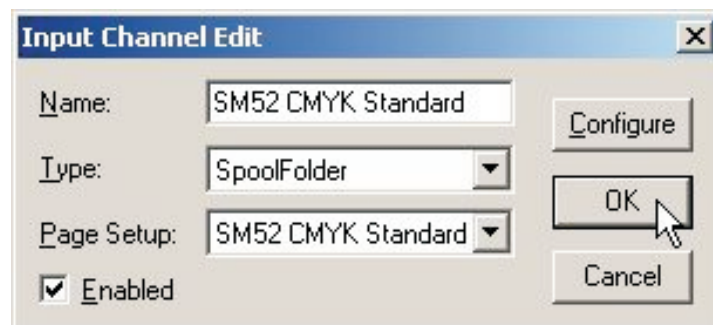 Input Channel Edit
Name:
SM52 CMYK Standard
Configure
Type:
SpoolFolder
OK
Page Setup:
SM52 CMYK Standard
Cancel
Enabled